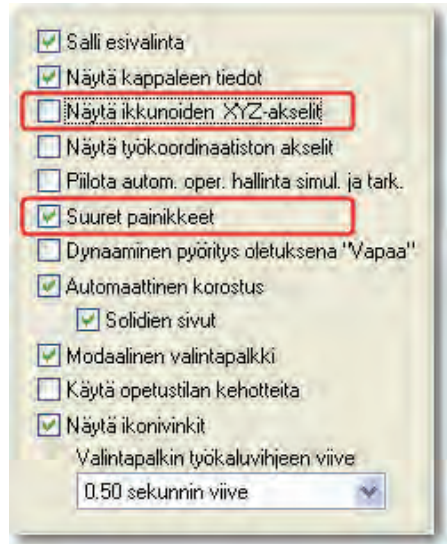 Salli esivalinta
Näytä kappaleen tiedot
Näytä ikkunoiden XYZ-akselit
Näytä työkoordinaatiston akselit
Piilota autom. oper. hallinta simul. ja tark.
Suuret painikkeet
Dynaaminen pyöritys oletuksena "Vapaa"
Automaattinen korostus
Solidien sivut
Modaalinen valintapalkki
Käytä opetustilan kehotteita
Näytä ikonivinkit
Valintapalkin työkaluvihjeen viive
0.50 sekunnin viive